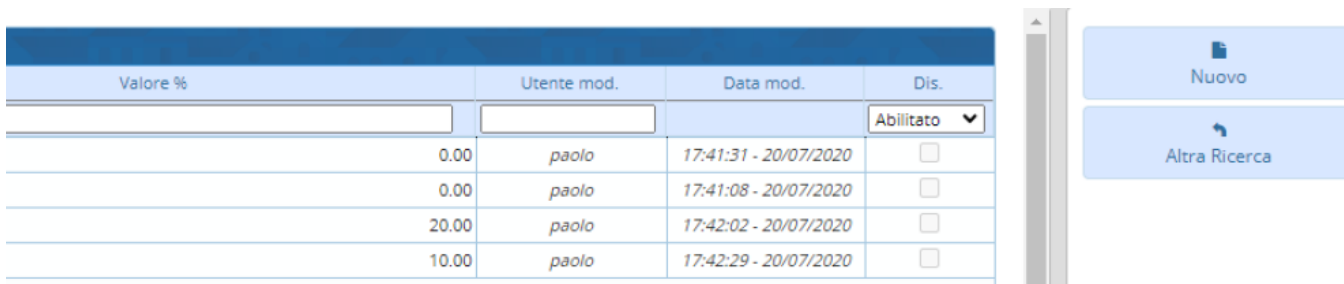 Valore % Utente mod. Data mod. Dis.
Abilitato
0.00 paolo 17:41:31 - 20/07/2020
0.00 paolo 17:41:08 - 20/07/2020
20.00 paolo 17:42:02 - 20/07/2020
10.00 paolo 17:42:29 - 20/07/2020
Nuovo
Altra Ricerca